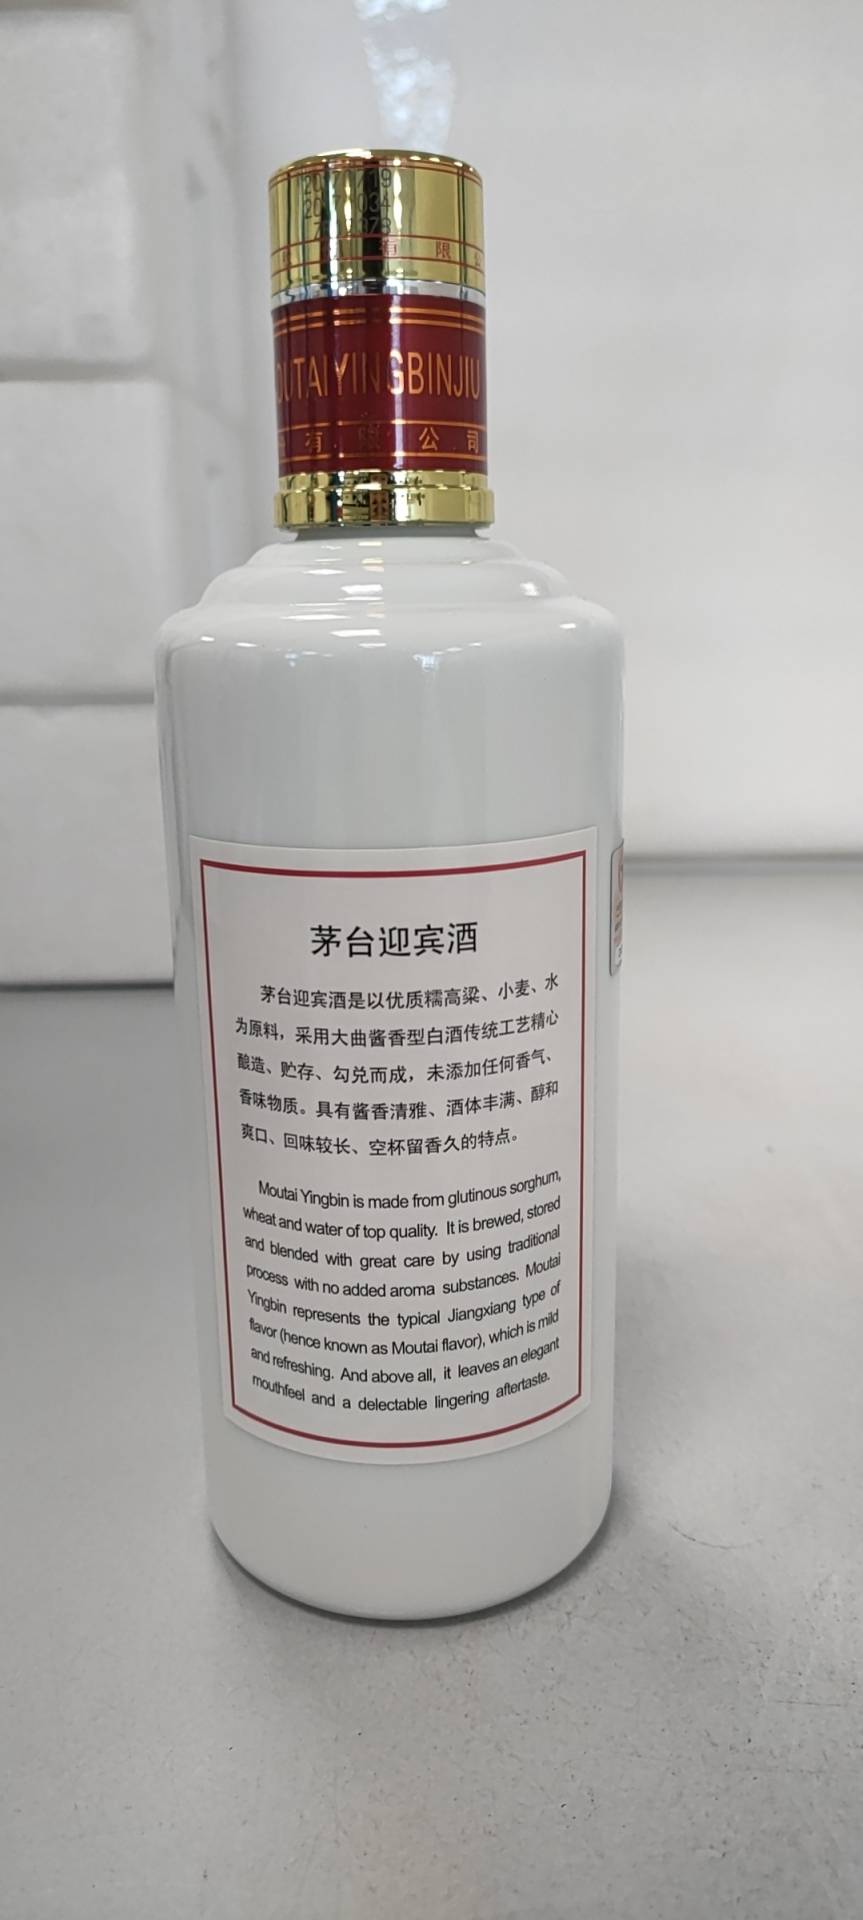 有 限 公
OUTAIYINGBINJIU
有 限 公 司
茅台迎宾酒
茅台迎宾酒是以优质糯高粱、小麦、水
为原料，采用大曲酱香型白酒传统工艺精心
酿造、贮存、勾兑而成，未添加任何香气、
香味物质。具有酱香清雅、酒体丰满、醇和
爽口、回味较长、空杯留香久的特点。
Moutai Yingbin is made from glutinous sorghum,
wheat and water of top quality. It is brewed, stored
and blended with great care by using traditional
process with no added aroma substances. Moutai
Yingbin represents the typical Jiangxiang type of
flavor (hence known as Moutai flavor), which is mild
and refreshing. And above all, it leaves an elegant
mouthfeel and a delectable lingering aftertaste.